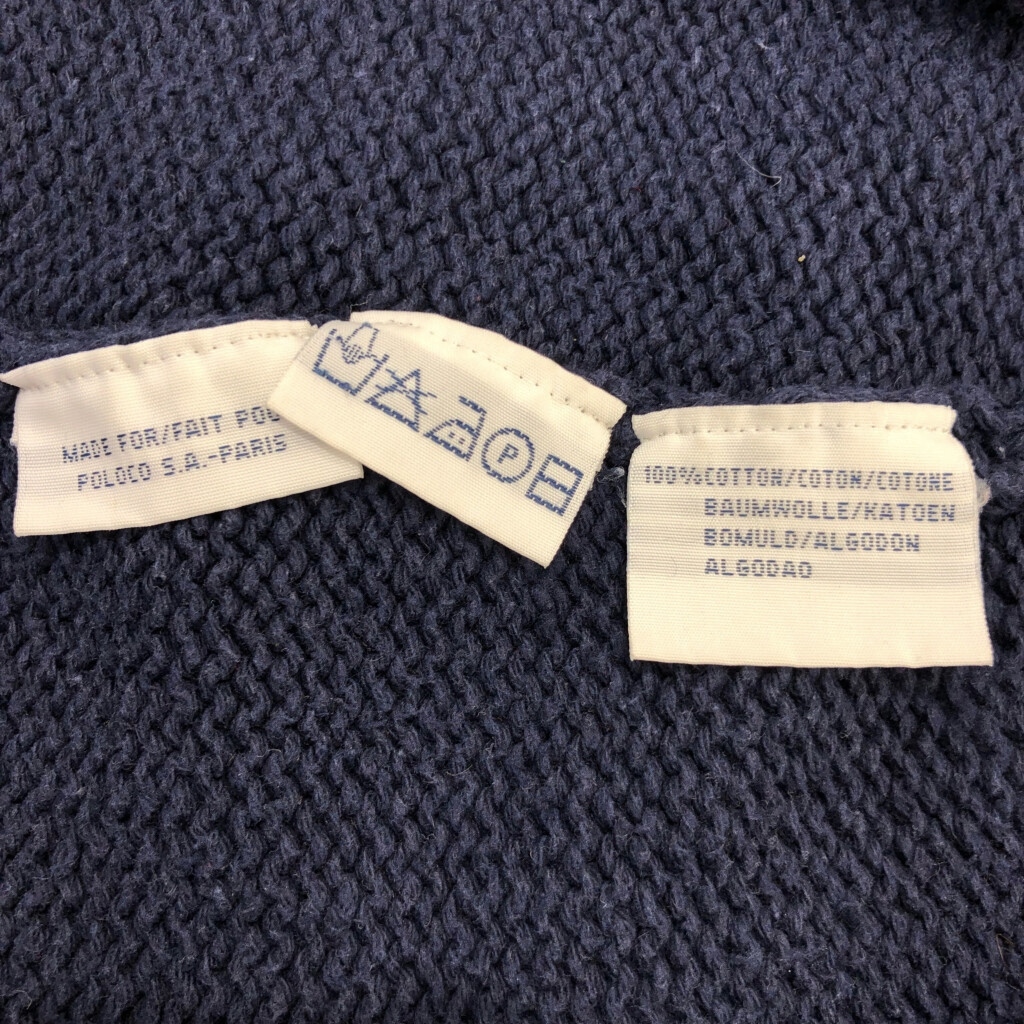 MADE FOR/FAIT POU
POLOCO S.A.-PARIS
P
100%COTTON/COTON/COTONE
BAUMWOLLE/KATOEN
BOMULD/ALGODON
ALGODAO